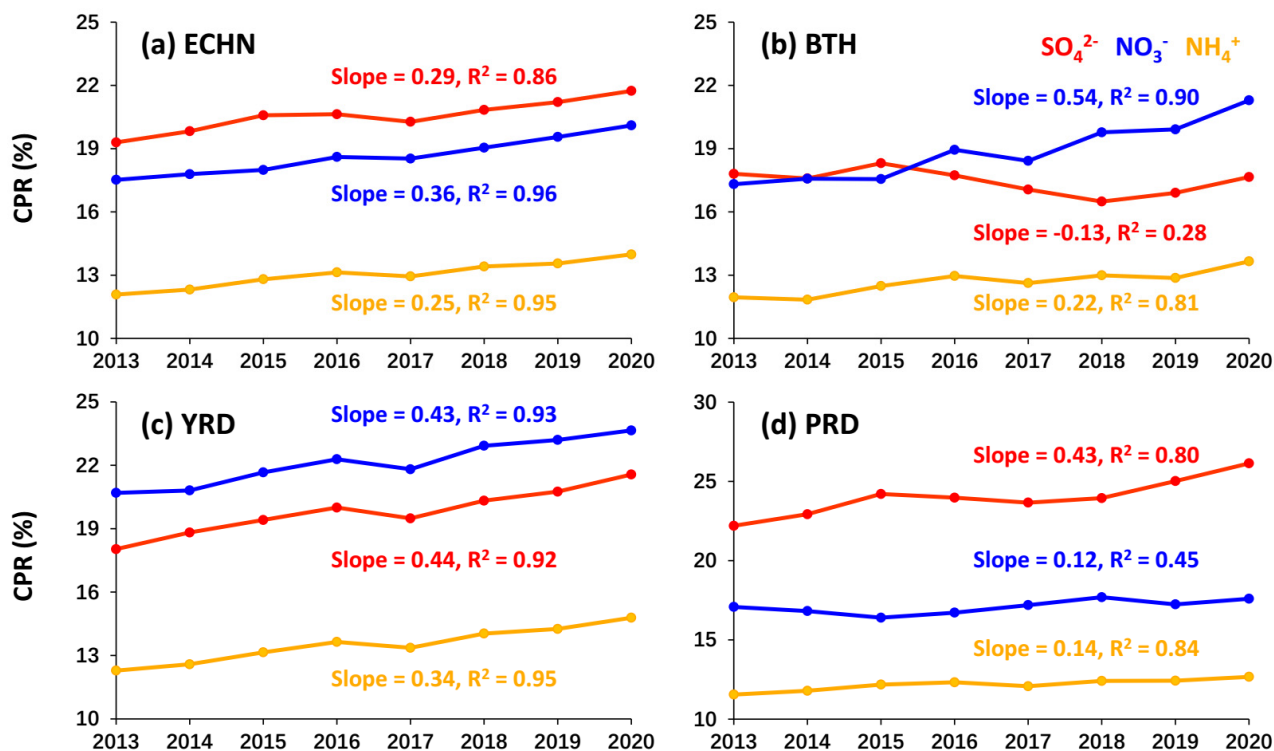 (a) ECHN
Slope = 0.29, R² = 0.86
Slope = 0.36, R² = 0.96
Slope = 0.25, R² = 0.95
CPR (%)
25
22
19
16
13
10
2013 2014 2015 2016 2017 2018 2019 2020
(b) BTH
SO₄²⁻ NO₃⁻ NH₄⁺
Slope = 0.54, R² = 0.90
Slope = -0.13, R² = 0.28
Slope = 0.22, R² = 0.81
25
22
19
16
13
10
2013 2014 2015 2016 2017 2018 2019 2020
(c) YRD
Slope = 0.43, R² = 0.93
Slope = 0.44, R² = 0.92
Slope = 0.34, R² = 0.95
CPR (%)
25
22
19
16
13
10
2013 2014 2015 2016 2017 2018 2019 2020
(d) PRD
Slope = 0.43, R² = 0.80
Slope = 0.12, R² = 0.45
Slope = 0.14, R² = 0.84
30
25
20
15
10
2013 2014 2015 2016 2017 2018 2019 2020